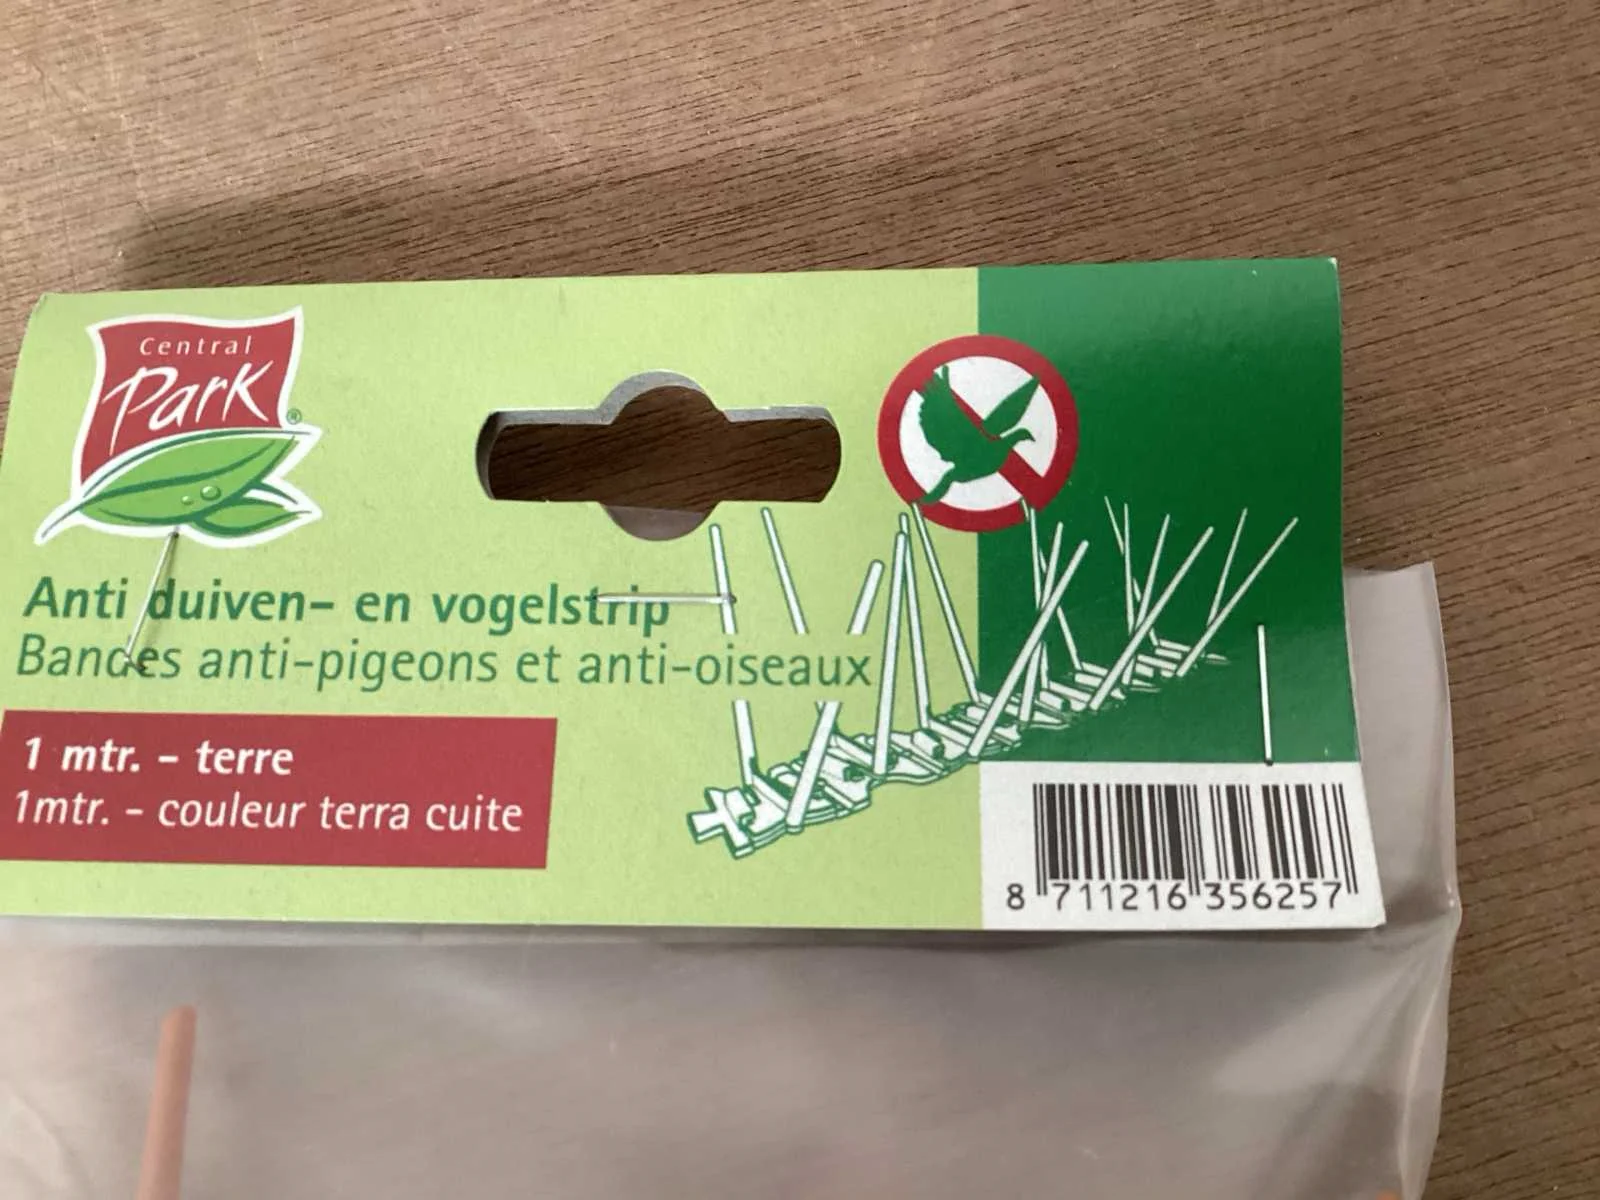 Central
Park®
Anti duiven- en vogelstrip
Bandes anti-pigeons et anti-oiseaux
1 mtr. - terre
1mtr. - couleur terra cuite
8 711216 356257